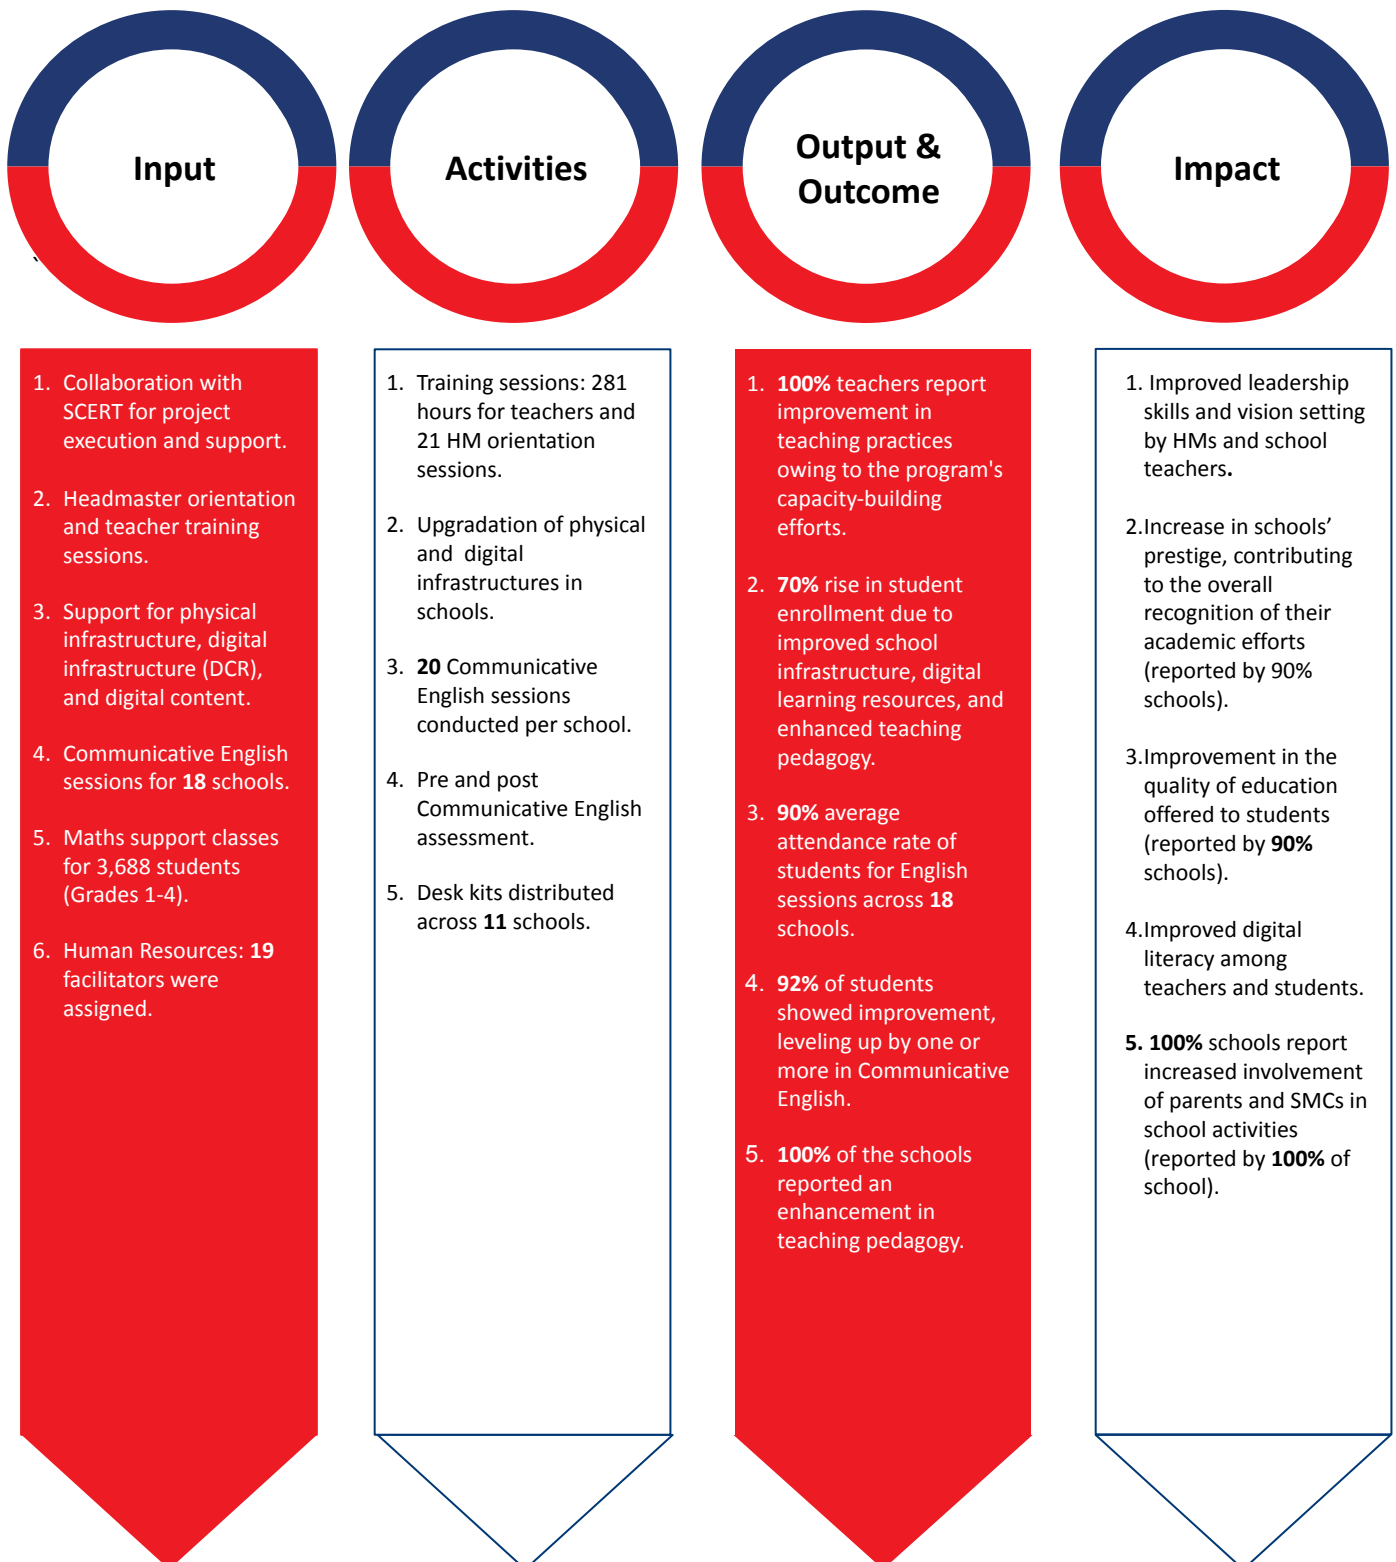 Input
Activities
Output &
Outcome
Impact
`
1. Collaboration with
SCERT for project
execution and support.
2. Headmaster orientation
and teacher training
sessions.
3. Support for physical
infrastructure, digital
infrastructure (DCR),
and digital content.
4. Communicative English
sessions for 18 schools.
5. Maths support classes
for 3,688 students
(Grades 1-4).
6. Human Resources: 19
facilitators were
assigned.
1. Training sessions: 281
hours for teachers and
21 HM orientation
sessions.
2. Upgradation of physical
and digital
infrastructures in
schools.
3. 20 Communicative
English sessions
conducted per school.
4. Pre and post
Communicative English
assessment.
5. Desk kits distributed
across 11 schools.
1. 100% teachers report
improvement in
teaching practices
owing to the program's
capacity-building
efforts.
2. 70% rise in student
enrollment due to
improved school
infrastructure, digital
learning resources, and
enhanced teaching
pedagogy.
3. 90% average
attendance rate of
students for English
sessions across 18
schools.
4. 92% of students
showed improvement,
leveling up by one or
more in Communicative
English.
5. 100% of the schools
reported an
enhancement in
teaching pedagogy.
1. Improved leadership
skills and vision setting
by HMs and school
teachers.
2.Increase in schools’
prestige, contributing
to the overall
recognition of their
academic efforts
(reported by 90%
schools).
3.Improvement in the
quality of education
offered to students
(reported by 90%
schools).
4.Improved digital
literacy among
teachers and students.
5. 100% schools report
increased involvement
of parents and SMCs in
school activities
(reported by 100% of
school).